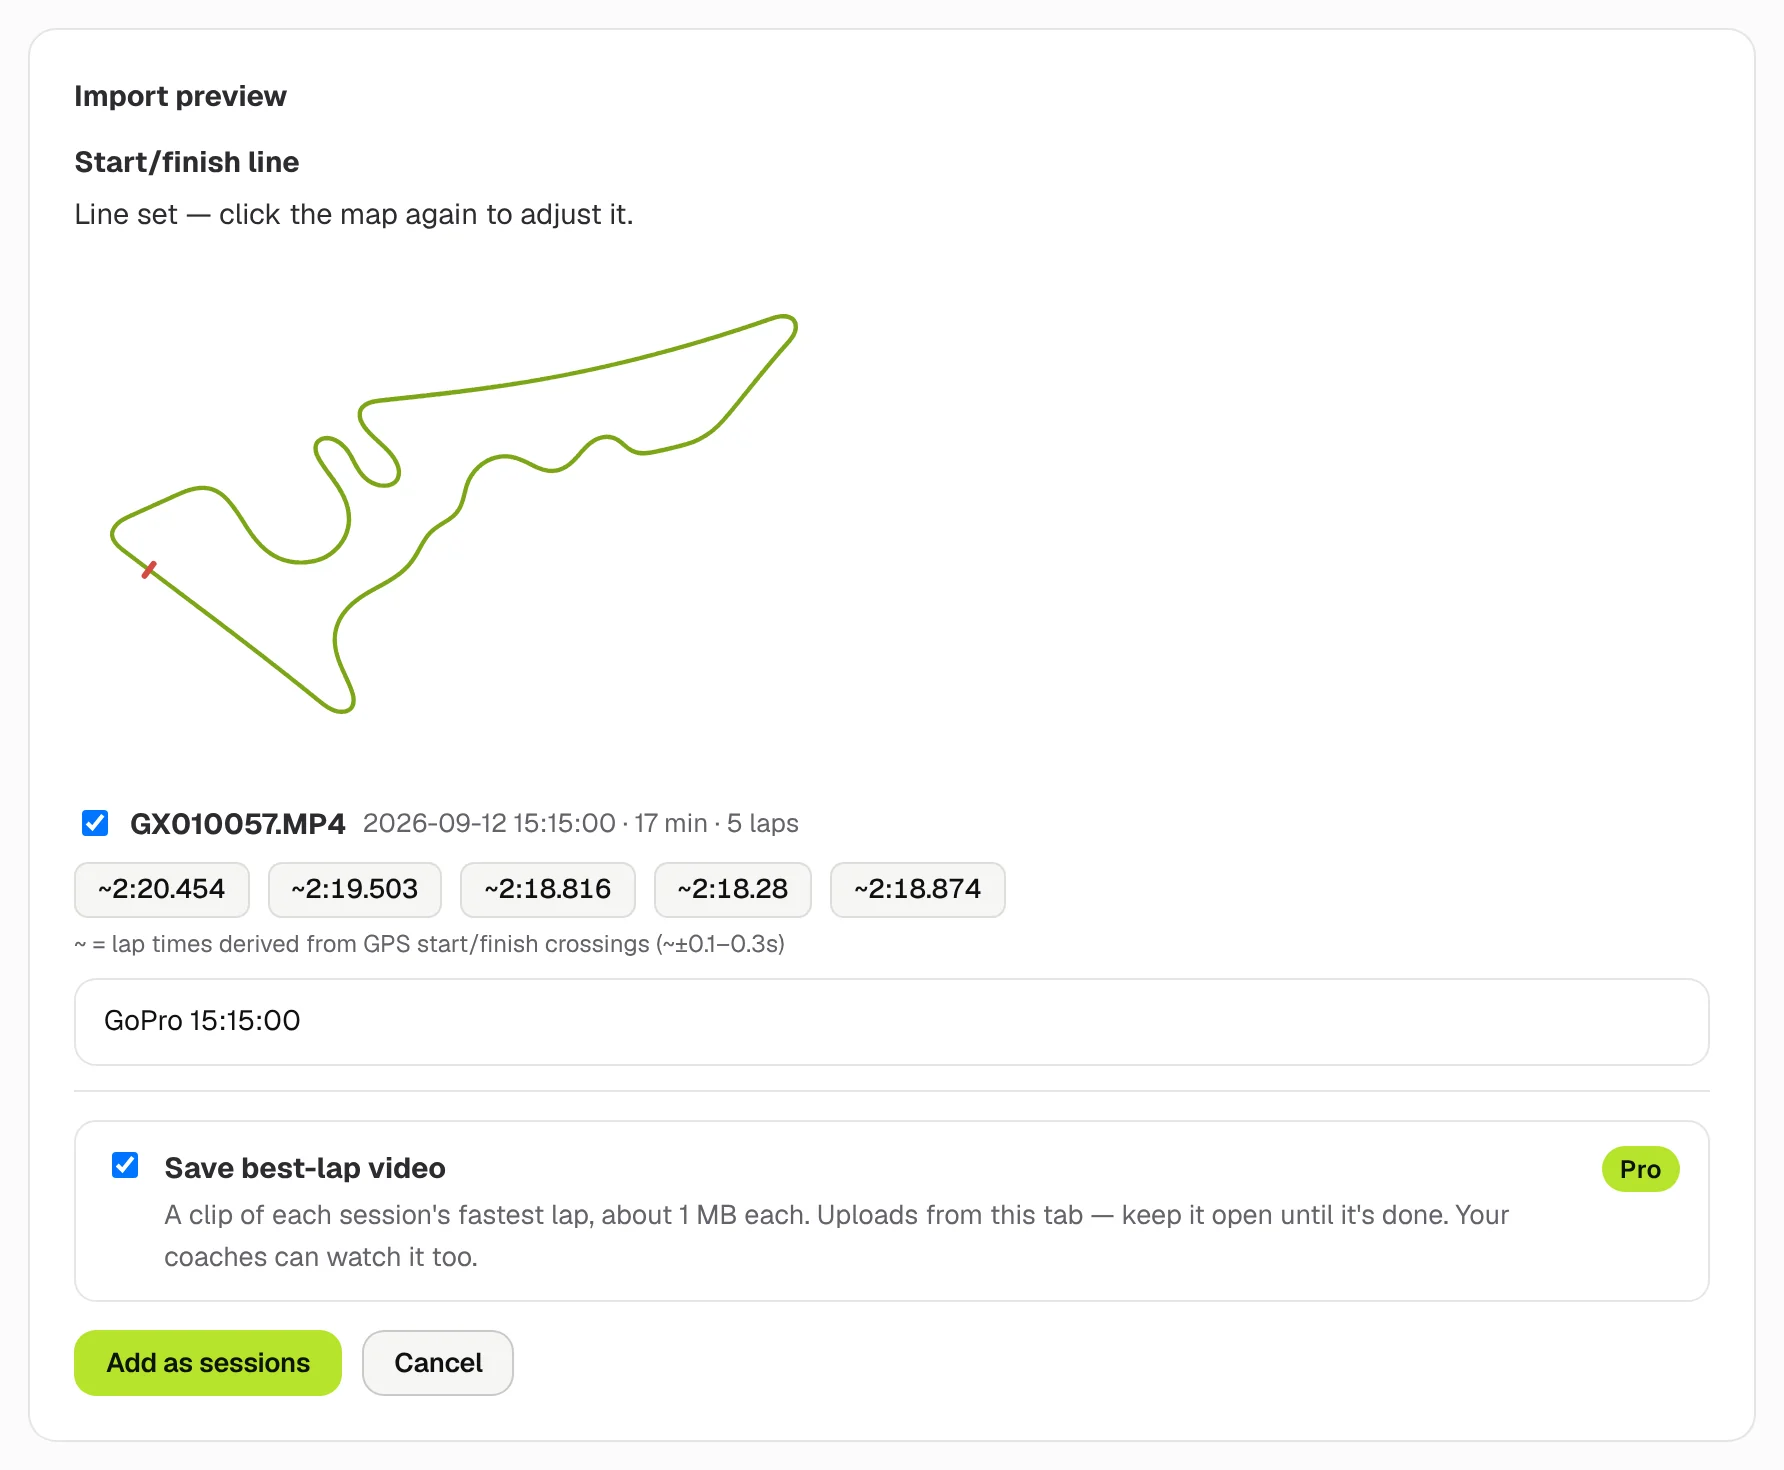 Import preview
Start/finish line
Line set — click the map again to adjust it.
GX010057.MP4 2026-09-12 15:15:00 · 17 min · 5 laps
~2:20.454 ~2:19.503 ~2:18.816 ~2:18.28 ~2:18.874
~ = lap times derived from GPS start/finish crossings (~±0.1–0.3s)
GoPro 15:15:00
Save best-lap video Pro
A clip of each session's fastest lap, about 1 MB each. Uploads from this tab — keep it open until it's done. Your
coaches can watch it too.
Add as sessions Cancel